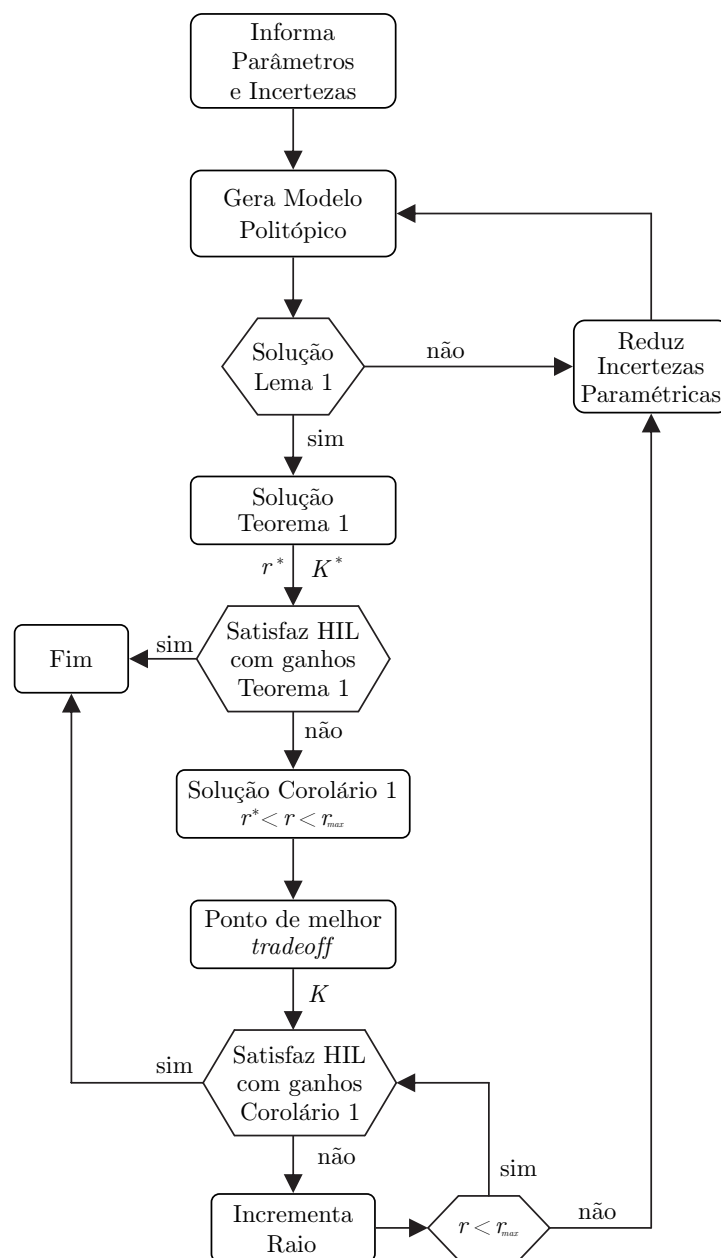 Informa
Parâmetros
e Incertezas
Gera Modelo
Politópico
Solução
Lema 1
não
Reduz
Incertezas
Paramétricas
sim
Solução
Teorema 1
r* K*
Satisfaz HIL
com ganhos
Teorema 1
sim
Fim
não
Solução Corolário 1
r* < r < r_max
Ponto de melhor
tradeoff
K
Satisfaz HIL
com ganhos
Corolário 1
sim
não
sim
Incrementa
Raio
r < r_max
não